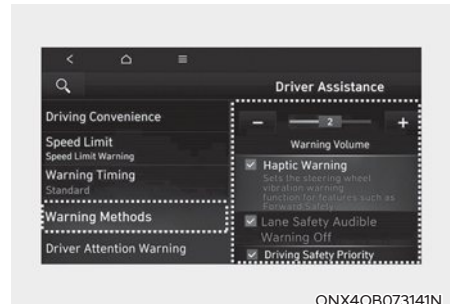 Driver Assistance
Driving Convenience
Speed Limit
Speed Limit Warning
Warning Timing
Standard
Warning Methods
Driver Attention Warning
− 2 +
Warning Volume
Haptic Warning
Sets the steering wheel
vibration warning
function for features such as
Forward Safety
Lane Safety Audible
Warning Off
Driving Safety Priority
ONX4OB073141N